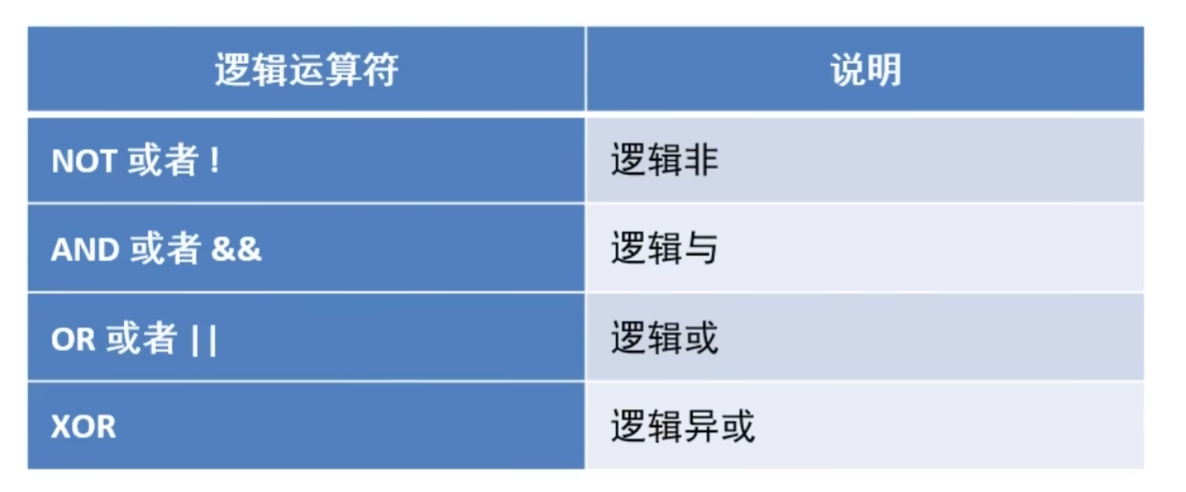 逻辑运算符 说明
NOT 或者 ! 逻辑非
AND 或者 && 逻辑与
OR 或者 || 逻辑或
XOR 逻辑异或